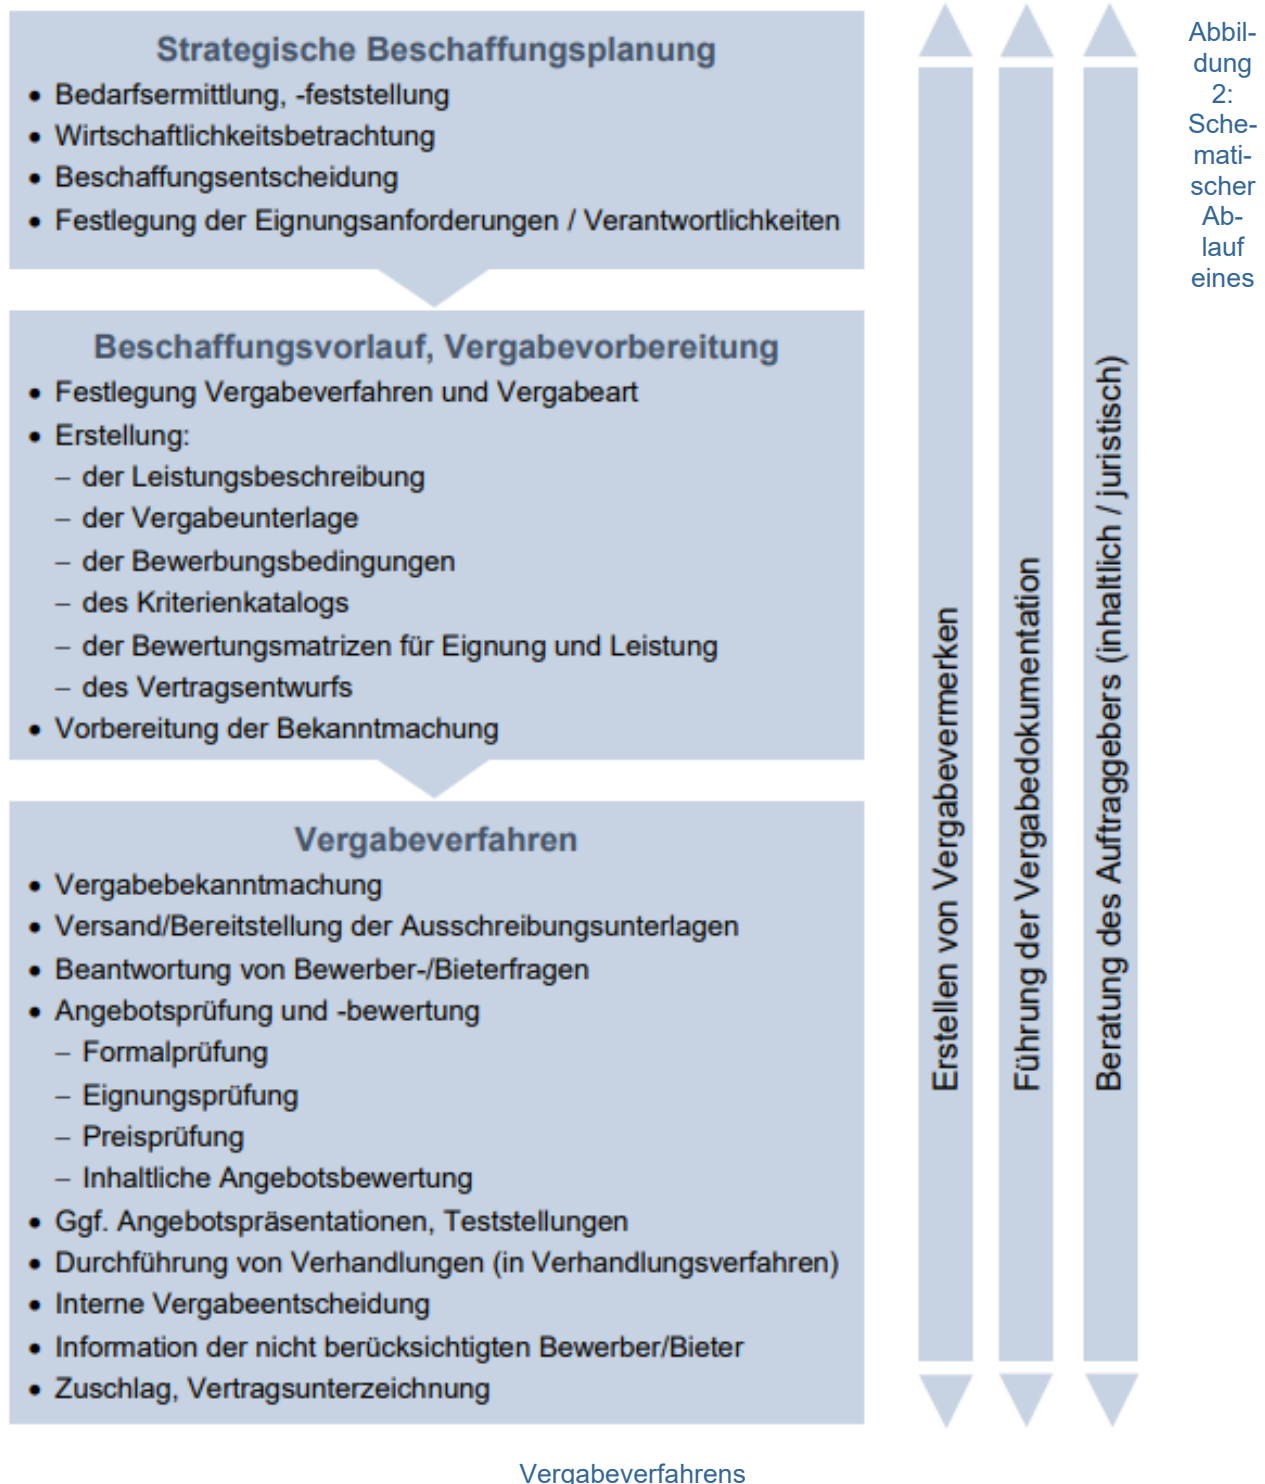 Strategische Beschaffungsplanung
• Bedarfsermittlung, -feststellung
• Wirtschaftlichkeitsbetrachtung
• Beschaffungsentscheidung
• Festlegung der Eignungsanforderungen / Verantwortlichkeiten
Beschaffungsvorlauf, Vergabevorbereitung
• Festlegung Vergabeverfahren und Vergabeart
• Erstellung:
– der Leistungsbeschreibung
– der Vergabeunterlage
– der Bewerbungsbedingungen
– des Kriterienkatalogs
– der Bewertungsmatrizen für Eignung und Leistung
– des Vertragsentwurfs
• Vorbereitung der Bekanntmachung
Vergabeverfahren
• Vergabebekanntmachung
• Versand/Bereitstellung der Ausschreibungsunterlagen
• Beantwortung von Bewerber-/Bieterfragen
• Angebotsprüfung und -bewertung
– Formalprüfung
– Eignungsprüfung
– Preisprüfung
– Inhaltliche Angebotsbewertung
• Ggf. Angebotspräsentationen, Teststellungen
• Durchführung von Verhandlungen (in Verhandlungsverfahren)
• Interne Vergabeentscheidung
• Information der nicht berücksichtigten Bewerber/Bieter
• Zuschlag, Vertragsunterzeichnung
Erstellen von Vergabevermerken
Führung der Vergabedokumentation
Beratung des Auftraggebers (inhaltlich / juristisch)
Abbil-
dung
2:
Sche-
mati-
scher
Ab-
lauf
eines
Vergabeverfahrens